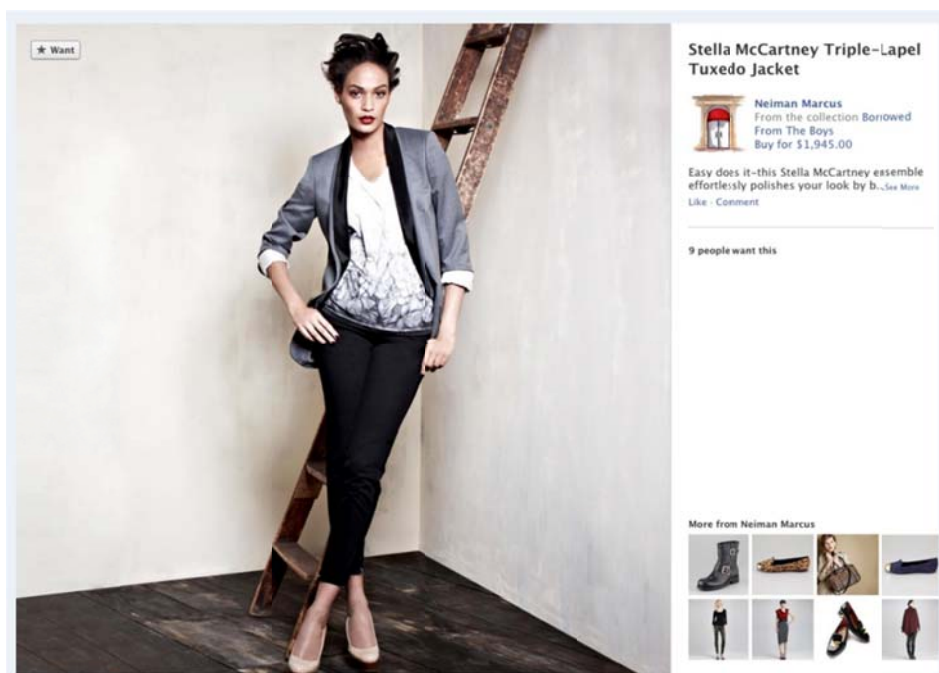 ★ Want
Stella McCartney Triple-Lapel
Tuxedo Jacket
Neiman Marcus
From the collection Borrowed
From The Boys
Buy for $1,945.00
Easy does it-this Stella McCartney ensemble
effortlessly polishes your look by b...See More
Like · Comment
9 people want this
More from Neiman Marcus